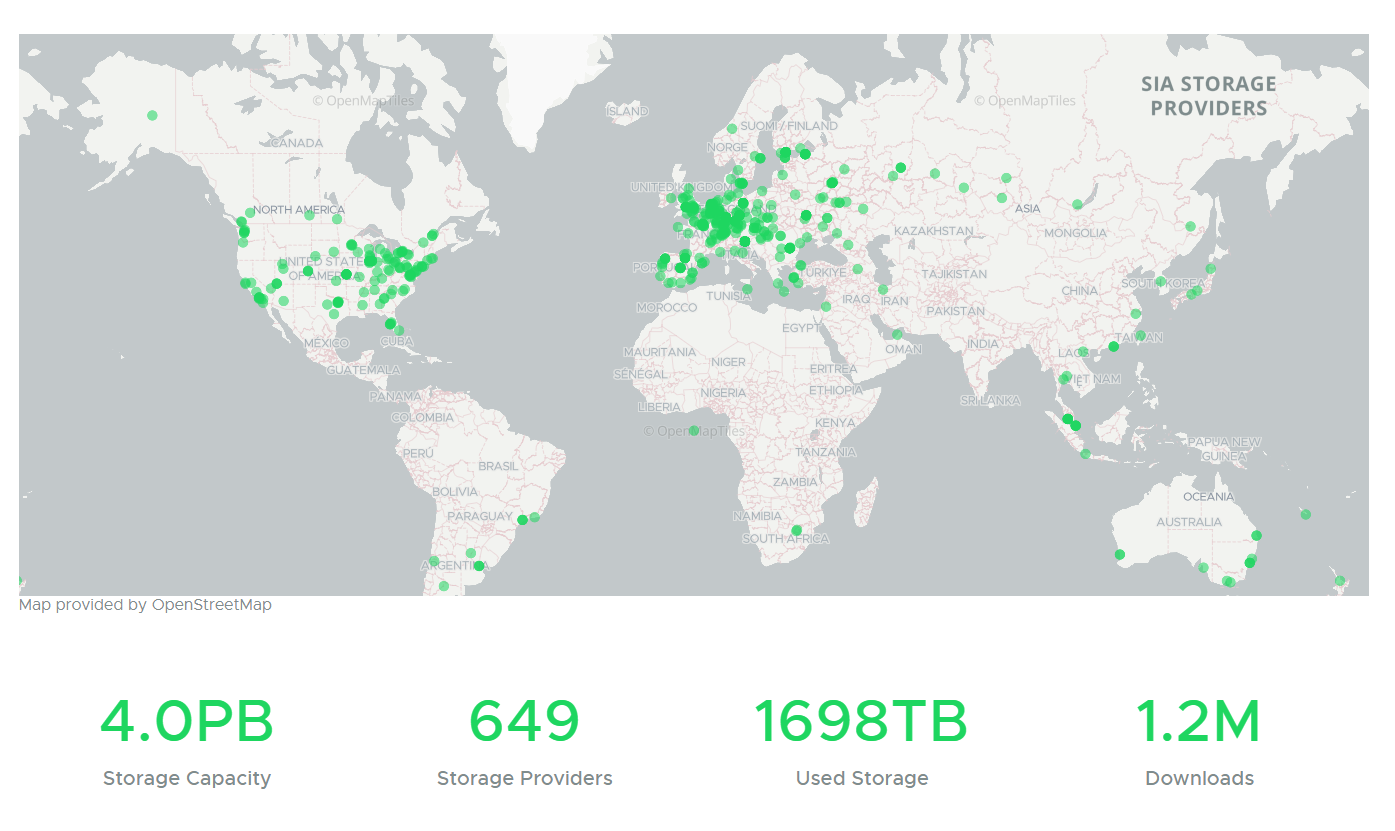 SIA STORAGE
PROVIDERS
© OpenMapTiles
© OpenMapTiles
ÍSLAND
SUOMI / FINLAND
NORGE
CANADA
UNITED KINGDOM
NORTH AMERICA
ASIA
KAZAKHSTAN
MONGOLIA
UNITED STATE
OF AMERICA
TÜRKIYE
TAJIKISTAN
SOUTH KOREA
CHINA
TUNISIA
IRAQ
IRAN
MOROCCO
PAKISTAN
EGYPT
MÉXICO
CUBA
TAIWAN
INDIA
OMAN
LAOS
MAURITANIA
NIGER
GUATEMALA
ERITREA
SÉNÉGAL
VIET NAM
PANAMA
NIGERIA
ETHIOPIA
SRI LANKA
LIBERIA
COLOMBIA
KENYA
© OpenMapTiles
PAPUA NEW
GUINEA
PERÚ
TANZANIA
BRASIL
ZAMBIA
BOLIVIA
OCEANIA
PARAGUAY
NAMIBIA
AUSTRALIA
SOUTH AFRICA
ARGENTINA
Map provided by OpenStreetMap
4.0PB
649
1698TB
1.2M
Storage Capacity
Storage Providers
Used Storage
Downloads